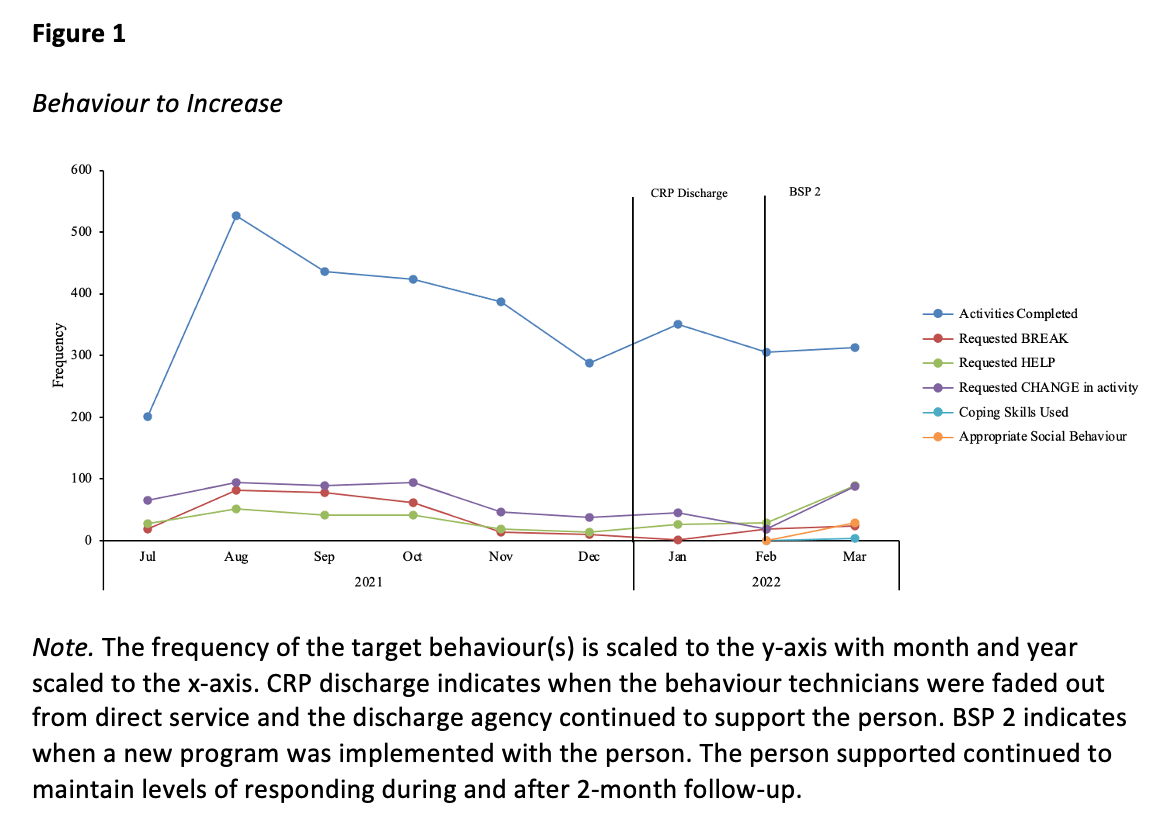 Figure 1
Behaviour to Increase
600
500
400
300
200
100
0
Frequency
CRP Discharge
BSP 2
Jul
Aug
Sep
Oct
Nov
Dec
Jan
Feb
Mar
2021
2022
Activities Completed
Requested BREAK
Requested HELP
Requested CHANGE in activity
Coping Skills Used
Appropriate Social Behaviour
Note. The frequency of the target behaviour(s) is scaled to the y-axis with month and year
scaled to the x-axis. CRP discharge indicates when the behaviour technicians were faded out
from direct service and the discharge agency continued to support the person. BSP 2 indicates
when a new program was implemented with the person. The person supported continued to
maintain levels of responding during and after 2-month follow-up.